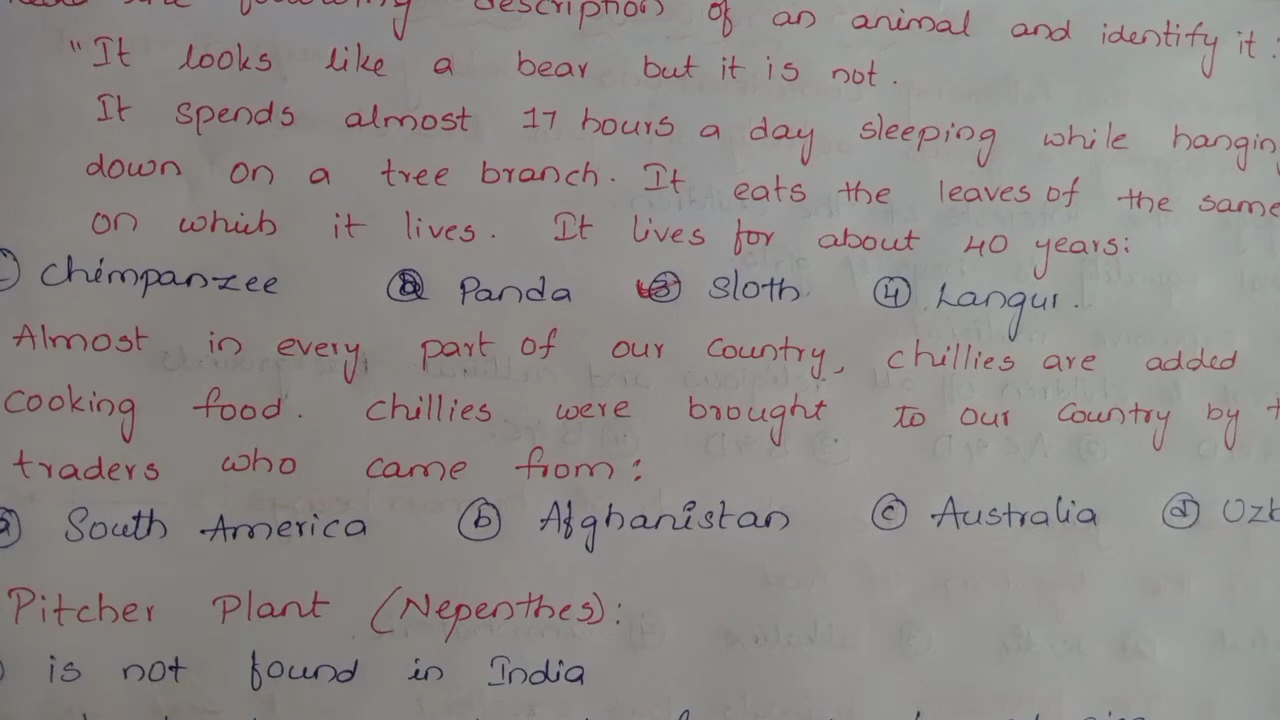 following description of an animal and identify it:
"It looks like a bear but it is not.
It spends almost 17 hours a day sleeping while hangin
down on a tree branch. It eats the leaves of the same
on which it lives. It lives for about 40 years:
Chimpanzee Panda ③ Sloth ④ Langur.
Almost in every part of our country, chillies are added
cooking food. chillies were brought to our country by t
traders who came from:
ⓐ South America ⓑ Afghanistan ⓒ Australia ⓓ Uzb
Pitcher Plant (Nepenthes):
is not found in India